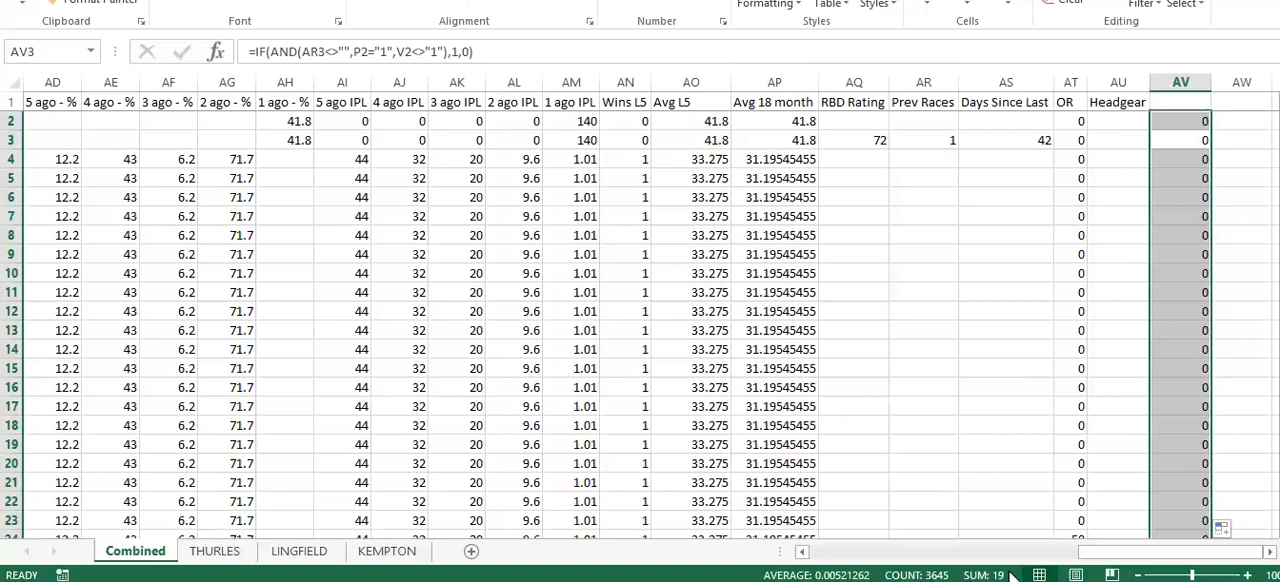 Format Painter Formatting Table Styles Clear Filter Select
Clipboard Font Alignment Number Styles Cells Editing
AV3 fx =IF(AND(AR3<>"",P2="1",V2<>"1"),1,0)
AD AE AF AG AH AI AJ AK AL AM AN AO AP AQ AR AS AT AU AV AW
1 5 ago - % 4 ago - % 3 ago - % 2 ago - % 1 ago - % 5 ago IPL 4 ago IPL 3 ago IPL 2 ago IPL 1 ago IPL Wins L5 Avg L5 Avg 18 month RBD Rating Prev Races Days Since Last OR Headgear
2 41.8 0 0 0 0 140 0 41.8 41.8 0 0
3 41.8 0 0 0 0 140 0 41.8 41.8 72 1 42 0 0
4 12.2 43 6.2 71.7 44 32 20 9.6 1.01 1 33.275 31.19545455 0 0
5 12.2 43 6.2 71.7 44 32 20 9.6 1.01 1 33.275 31.19545455 0 0
6 12.2 43 6.2 71.7 44 32 20 9.6 1.01 1 33.275 31.19545455 0 0
7 12.2 43 6.2 71.7 44 32 20 9.6 1.01 1 33.275 31.19545455 0 0
8 12.2 43 6.2 71.7 44 32 20 9.6 1.01 1 33.275 31.19545455 0 0
9 12.2 43 6.2 71.7 44 32 20 9.6 1.01 1 33.275 31.19545455 0 0
10 12.2 43 6.2 71.7 44 32 20 9.6 1.01 1 33.275 31.19545455 0 0
11 12.2 43 6.2 71.7 44 32 20 9.6 1.01 1 33.275 31.19545455 0 0
12 12.2 43 6.2 71.7 44 32 20 9.6 1.01 1 33.275 31.19545455 0 0
13 12.2 43 6.2 71.7 44 32 20 9.6 1.01 1 33.275 31.19545455 0 0
14 12.2 43 6.2 71.7 44 32 20 9.6 1.01 1 33.275 31.19545455 0 0
15 12.2 43 6.2 71.7 44 32 20 9.6 1.01 1 33.275 31.19545455 0 0
16 12.2 43 6.2 71.7 44 32 20 9.6 1.01 1 33.275 31.19545455 0 0
17 12.2 43 6.2 71.7 44 32 20 9.6 1.01 1 33.275 31.19545455 0 0
18 12.2 43 6.2 71.7 44 32 20 9.6 1.01 1 33.275 31.19545455 0 0
19 12.2 43 6.2 71.7 44 32 20 9.6 1.01 1 33.275 31.19545455 0 0
20 12.2 43 6.2 71.7 44 32 20 9.6 1.01 1 33.275 31.19545455 0 0
21 12.2 43 6.2 71.7 44 32 20 9.6 1.01 1 33.275 31.19545455 0 0
22 12.2 43 6.2 71.7 44 32 20 9.6 1.01 1 33.275 31.19545455 0 0
23 12.2 43 6.2 71.7 44 32 20 9.6 1.01 1 33.275 31.19545455 0 0
Combined THURLES LINGFIELD KEMPTON
READY AVERAGE: 0.00521262 COUNT: 3645 SUM: 19 100